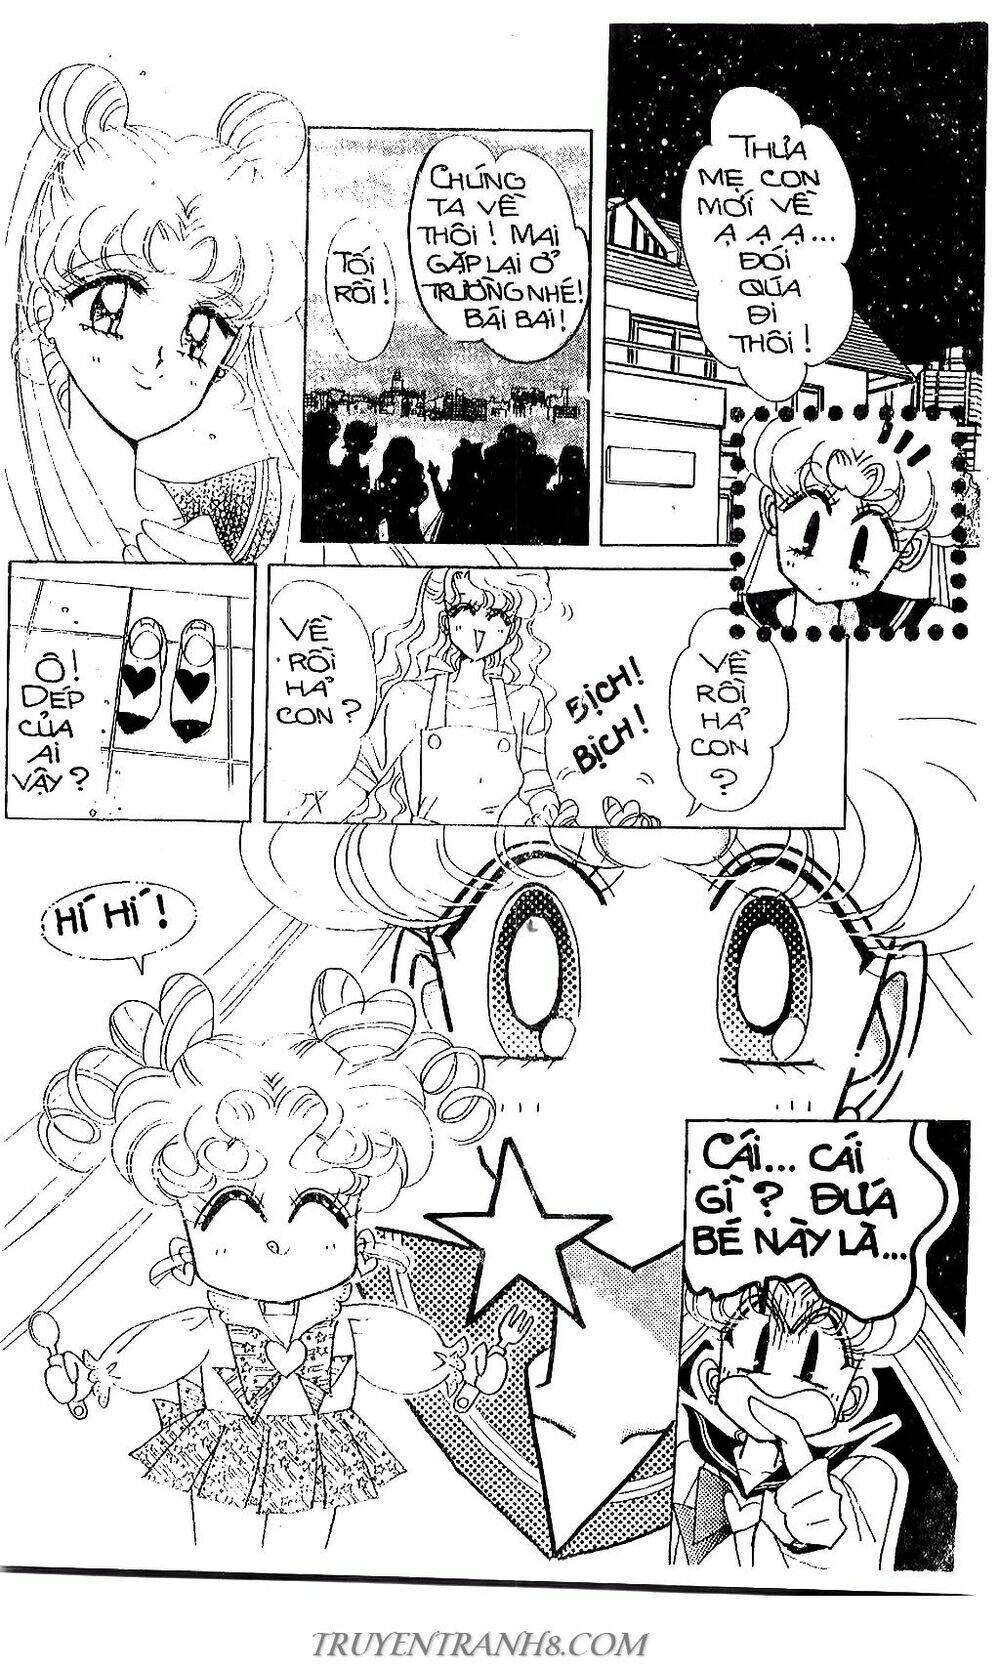 THƯA
MẸ CON
MỚI VỀ
Ạ Ạ Ạ...
ĐÓI
QÚA
ĐI
THÔI!
CHÚNG
TA VỀ
THÔI! MAI
GẶP LẠI Ở
TRƯỜNG NHÉ!
BÁI BAI!
TỐI
RỒI!
Ô!
DÉP
CỦA
AI
VẬY?
VỀ
RỒI
HẢ
CON?
BỊCH!
BỊCH!
VỀ
RỒI
HẢ
CON
?
HÍ HÍ!
CÁI... CÁI
GÌ? ĐỨA
BÉ NÀY LÀ...
TRUYENTRANH8.COM